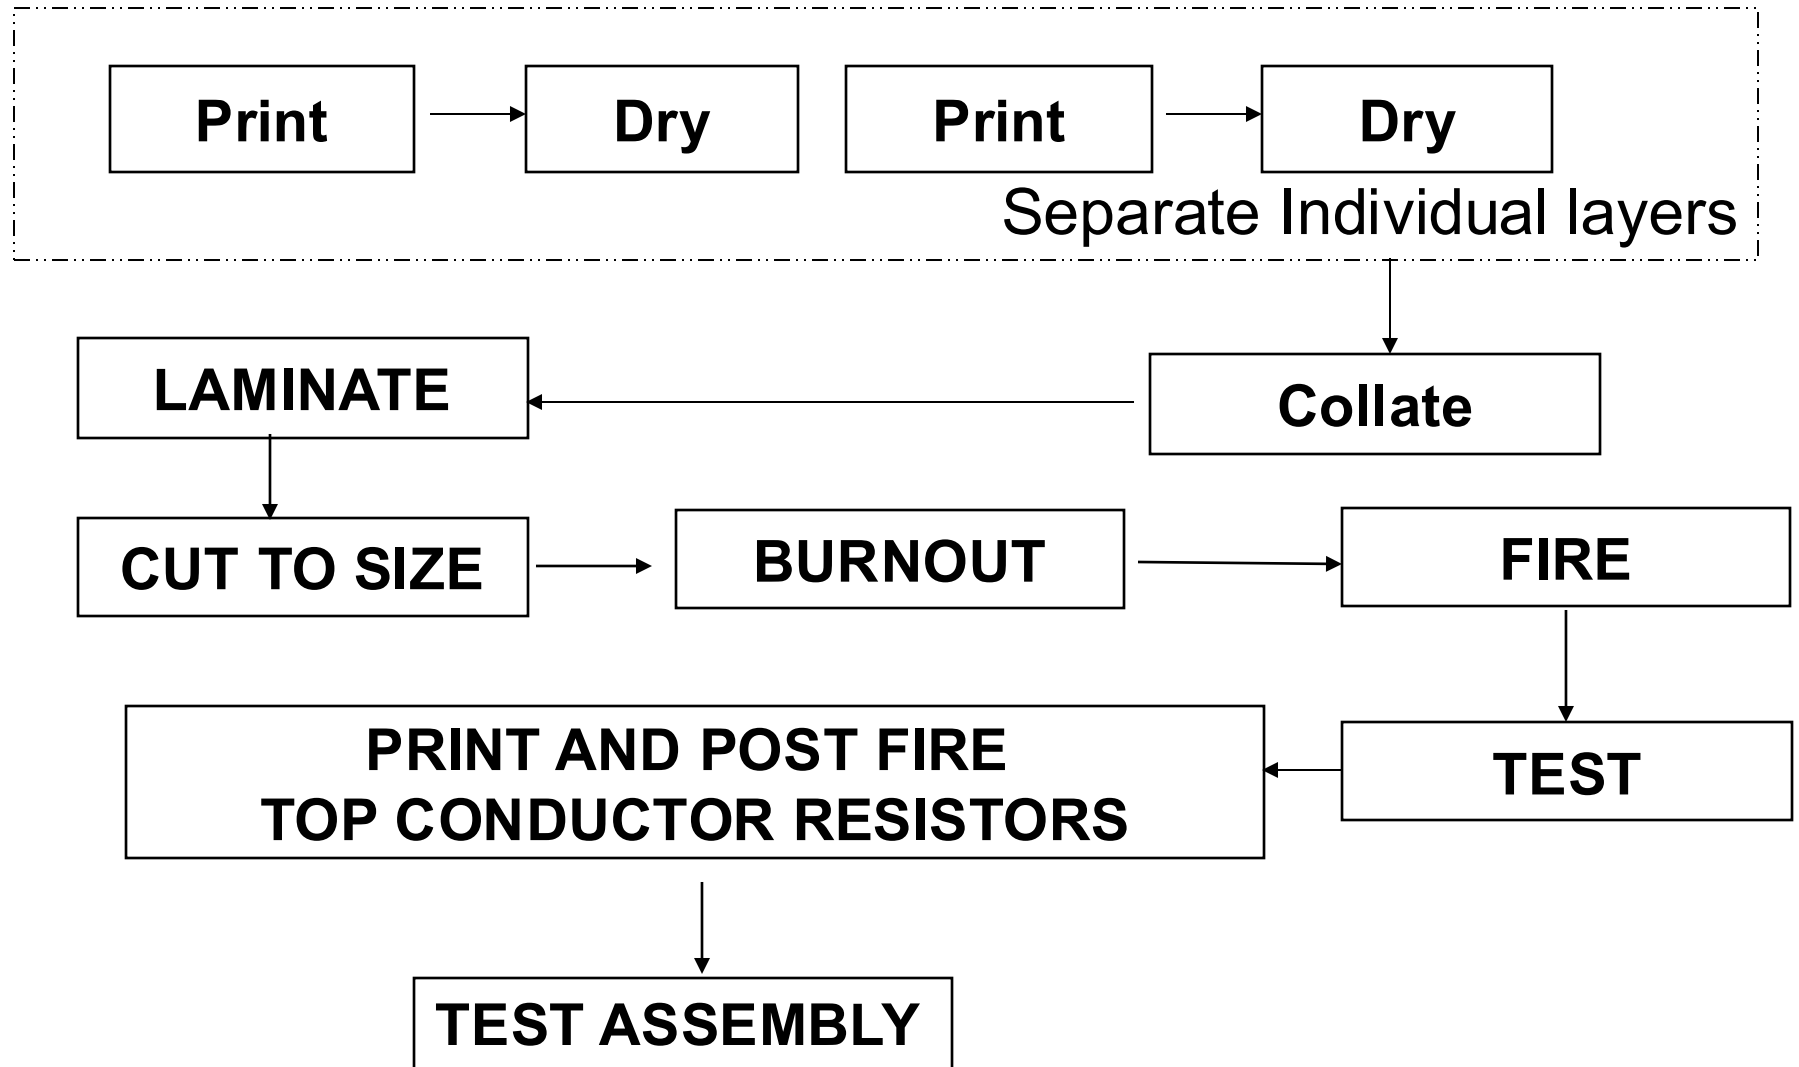 Print
Dry
Print
Dry
Separate Individual layers
Collate
LAMINATE
CUT TO SIZE
BURNOUT
FIRE
TEST
PRINT AND POST FIRE
TOP CONDUCTOR RESISTORS
TEST ASSEMBLY